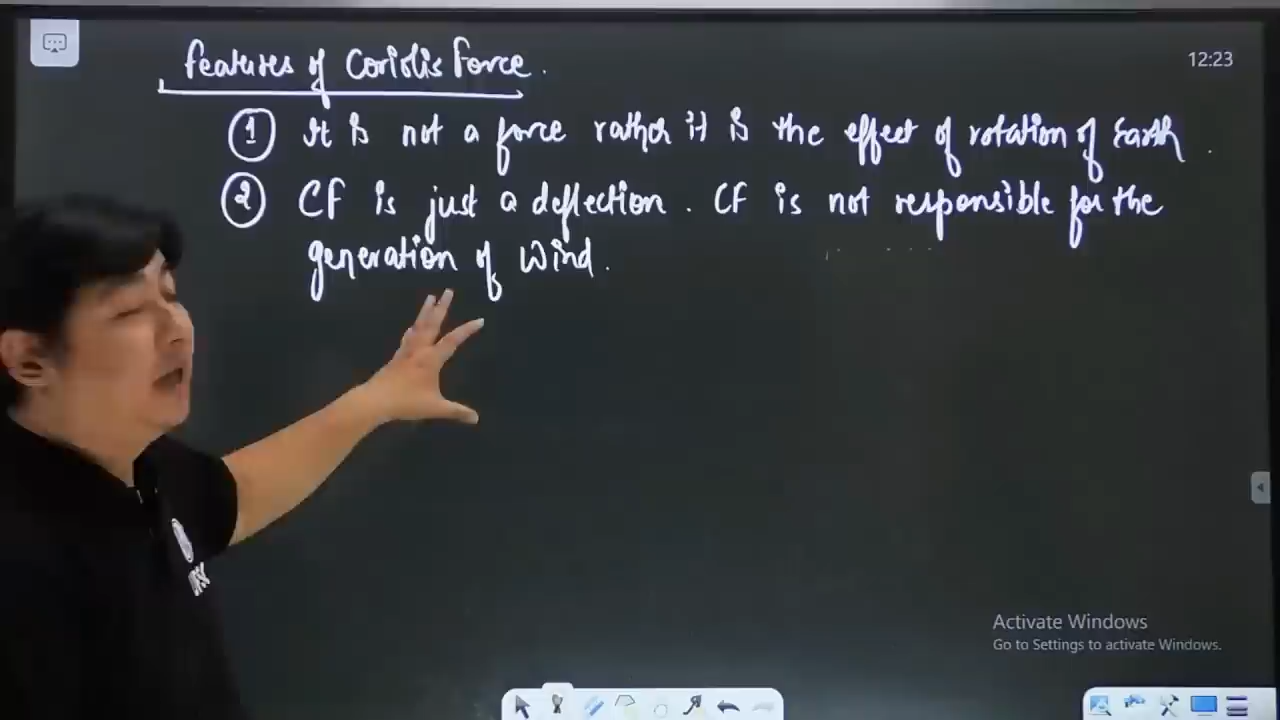 Features of Coriolis Force.
12:23
① It is not a force rather it is the effect of rotation of Earth.
② CF is just a deflection. CF is not responsible for the
generation of Wind.
Activate Windows
Go to Settings to activate Windows.